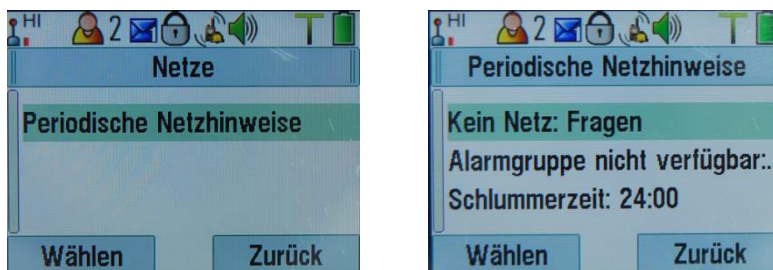 HI 2 T
Netze
Periodische Netzhinweise
Wählen Zurück
HI 2 T
Periodische Netzhinweise
Kein Netz: Fragen
Alarmgruppe nicht verfügbar:..
Schlummerzeit: 24:00
Wählen Zurück